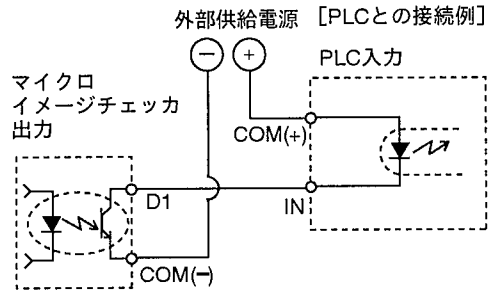 外部供給電源 [PLCとの接続例]
− +
PLC入力
マイクロ
イメージチェッカ
出力
COM(+)
D1
IN
COM(−)